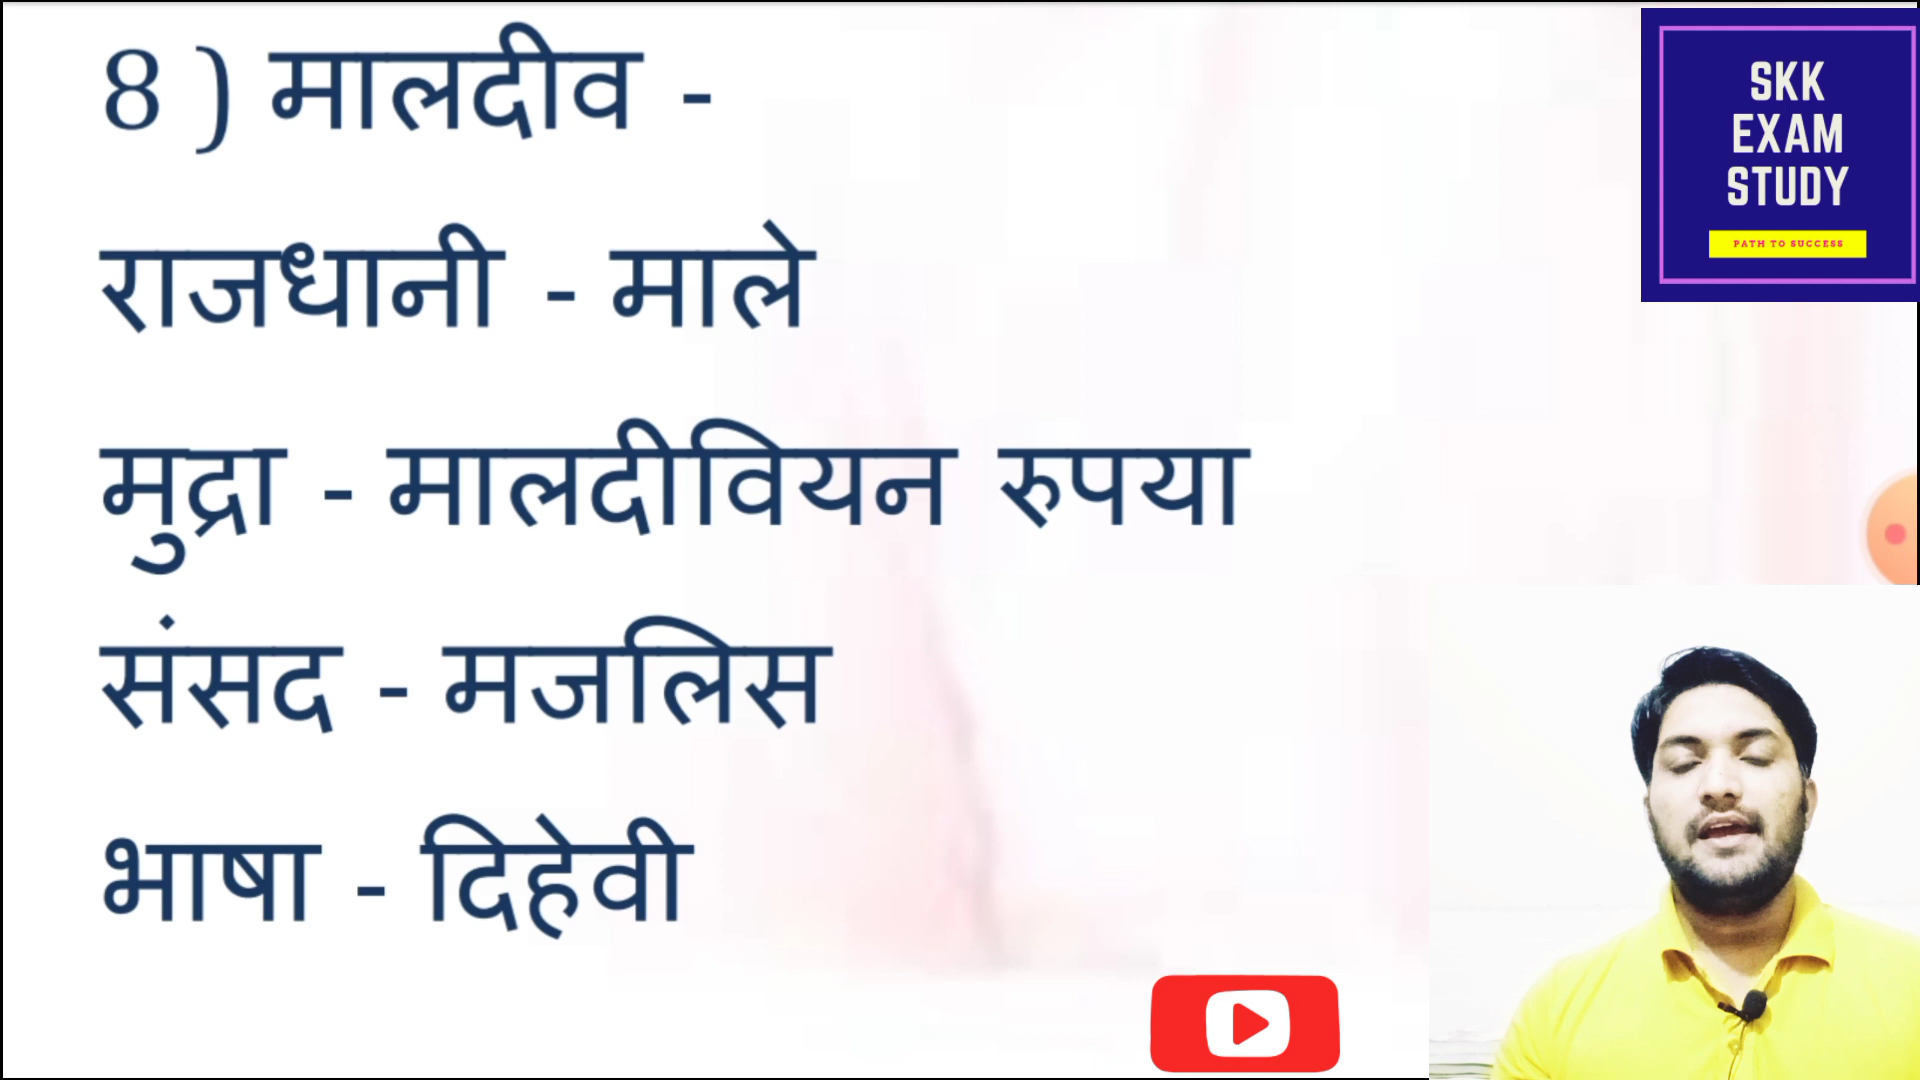 8 ) मालदीव -
राजधानी - माले
मुद्रा - मालदीवियन रुपया
संसद - मजलिस
भाषा - दिहेवी
SKK
EXAM
STUDY
PATH TO SUCCESS